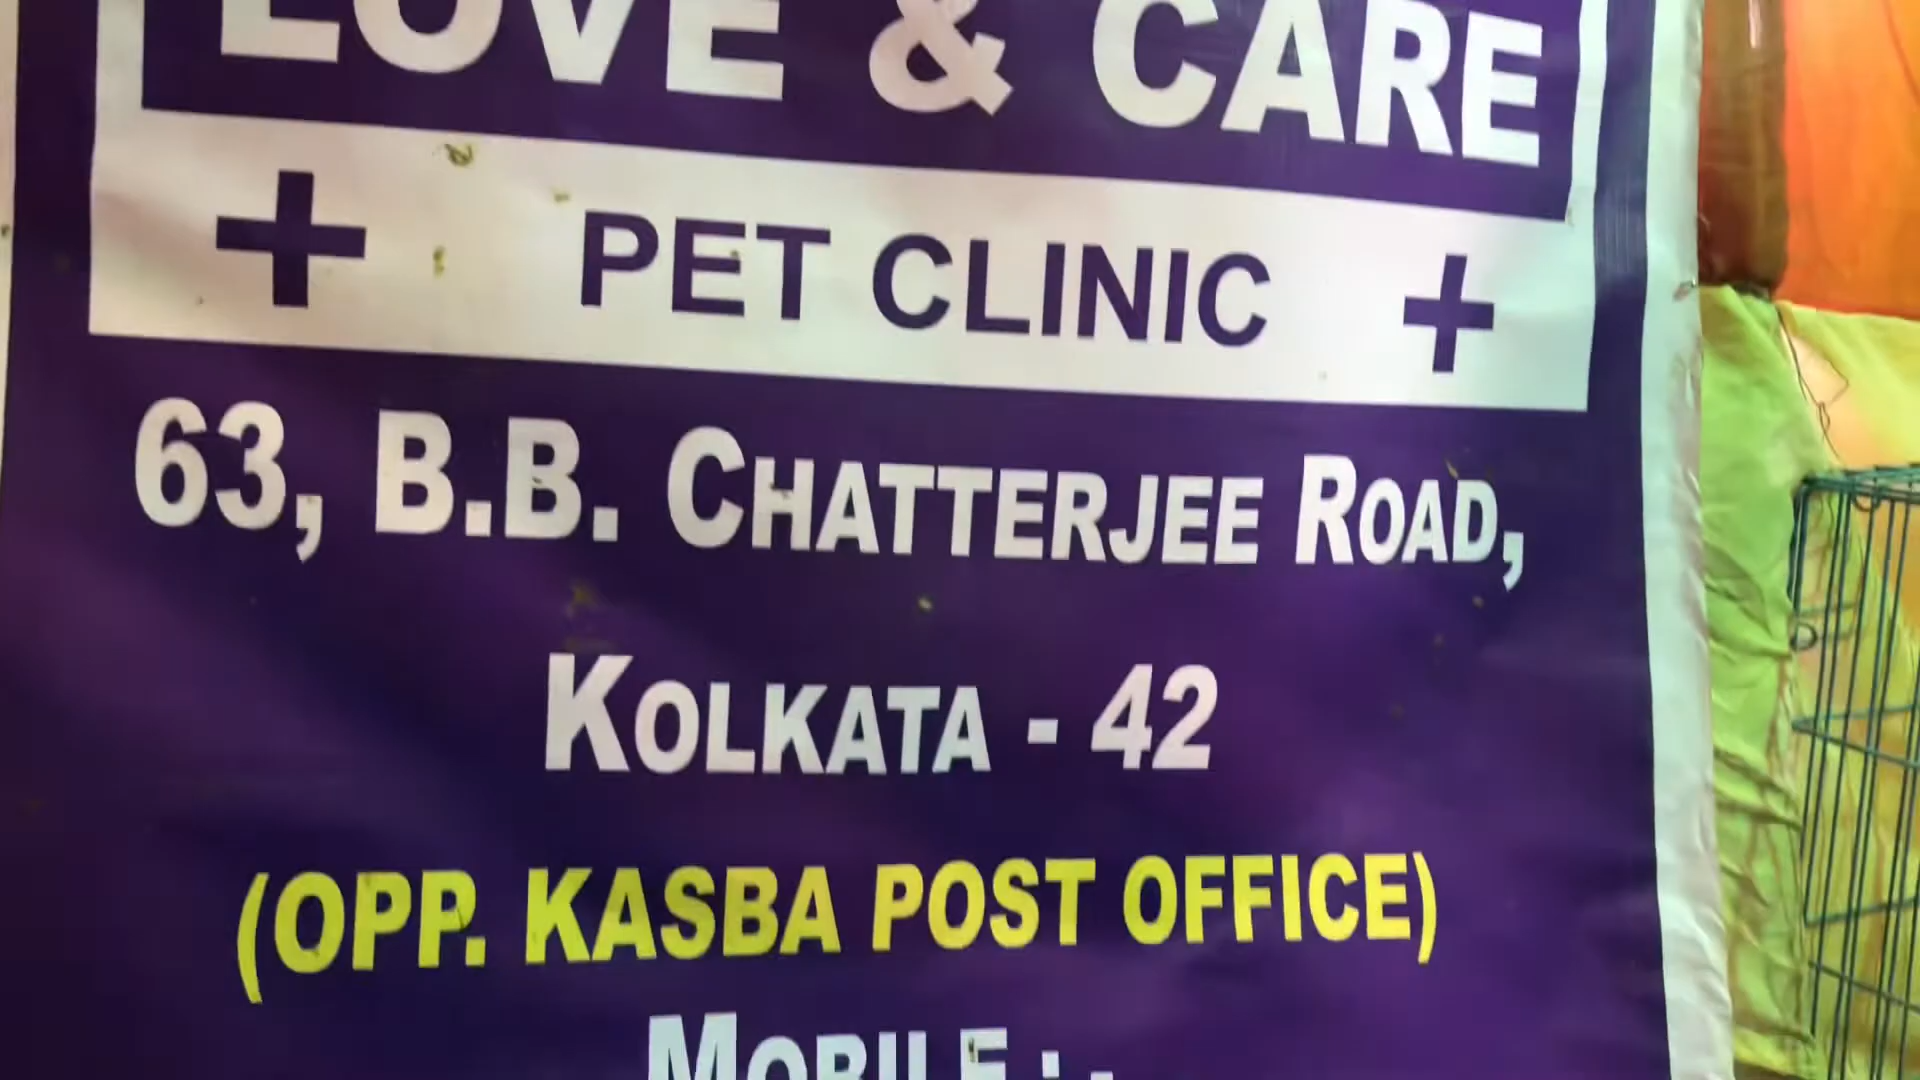 LOVE & CARE
+ PET CLINIC +
63, B.B. CHATTERJEE ROAD,
KOLKATA - 42
(OPP. KASBA POST OFFICE)
MOBILE : -